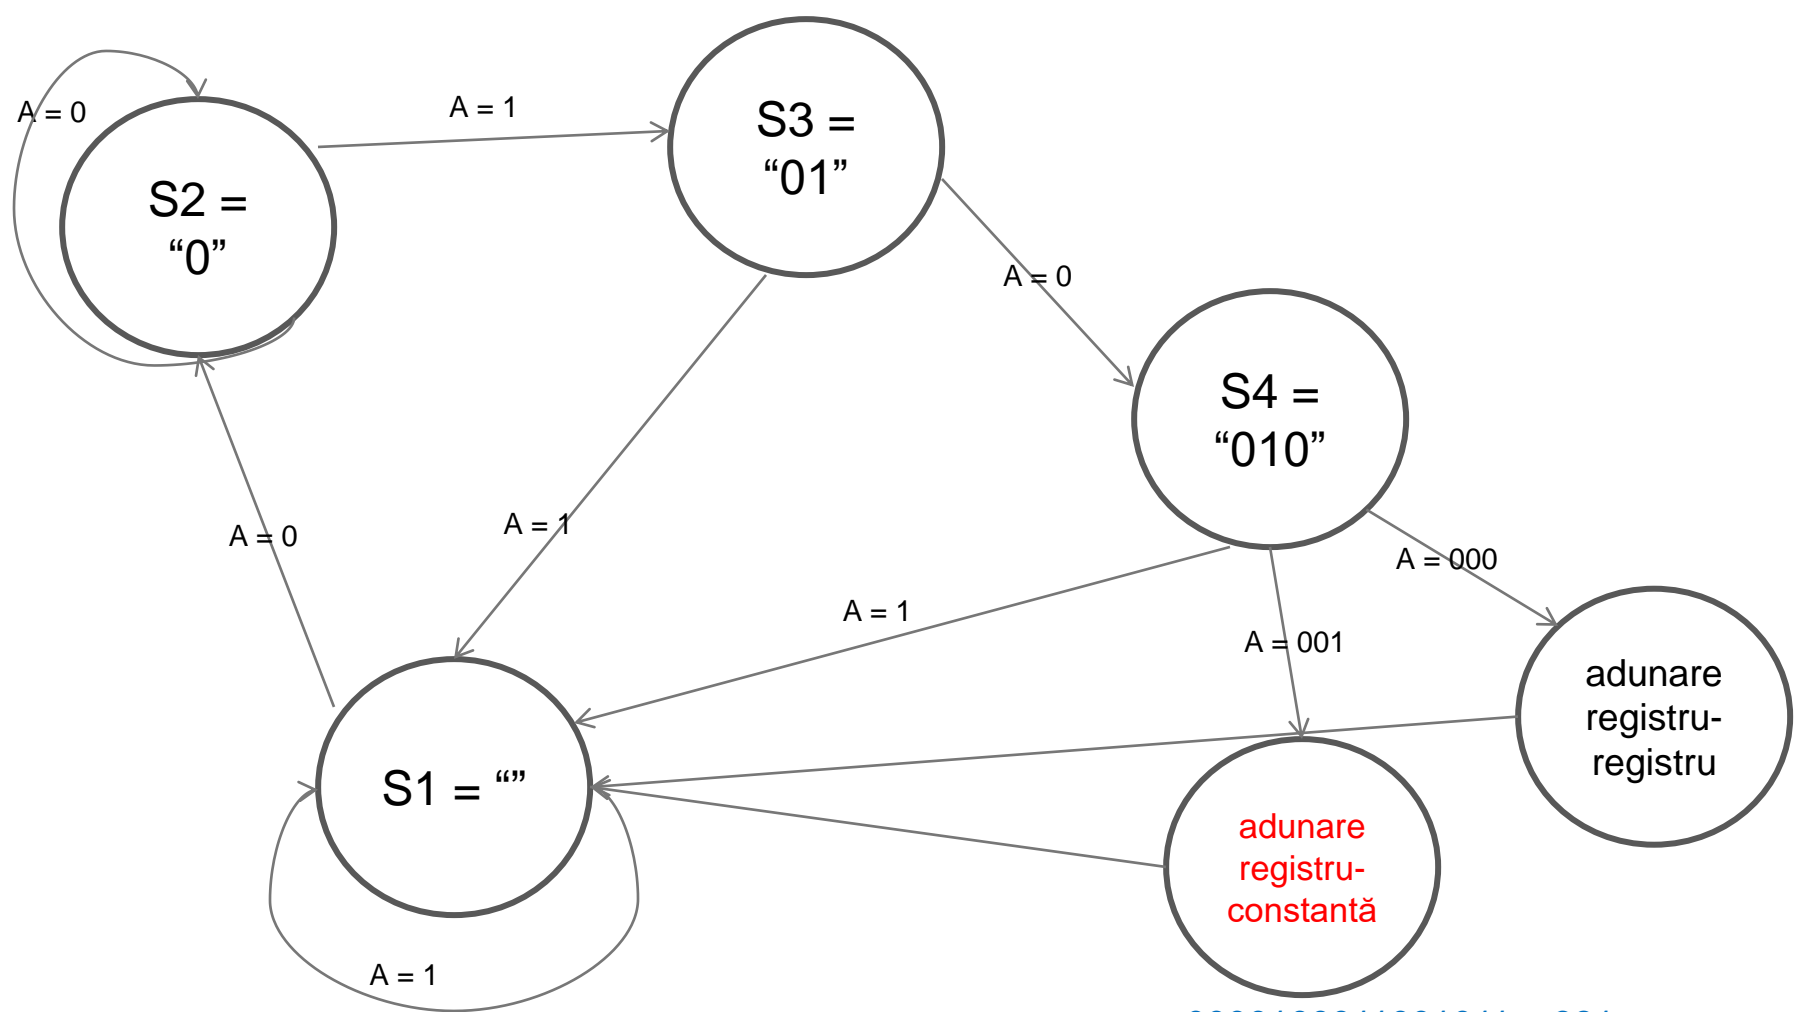 A = 0
A = 1
S3 =
“01”
S2 =
“0”
A = 0
S4 =
“010”
A = 0
A = 1
A = 000
A = 1
A = 001
adunare
registru-
registru
S1 = “”
adunare
registru-
constantă
A = 1